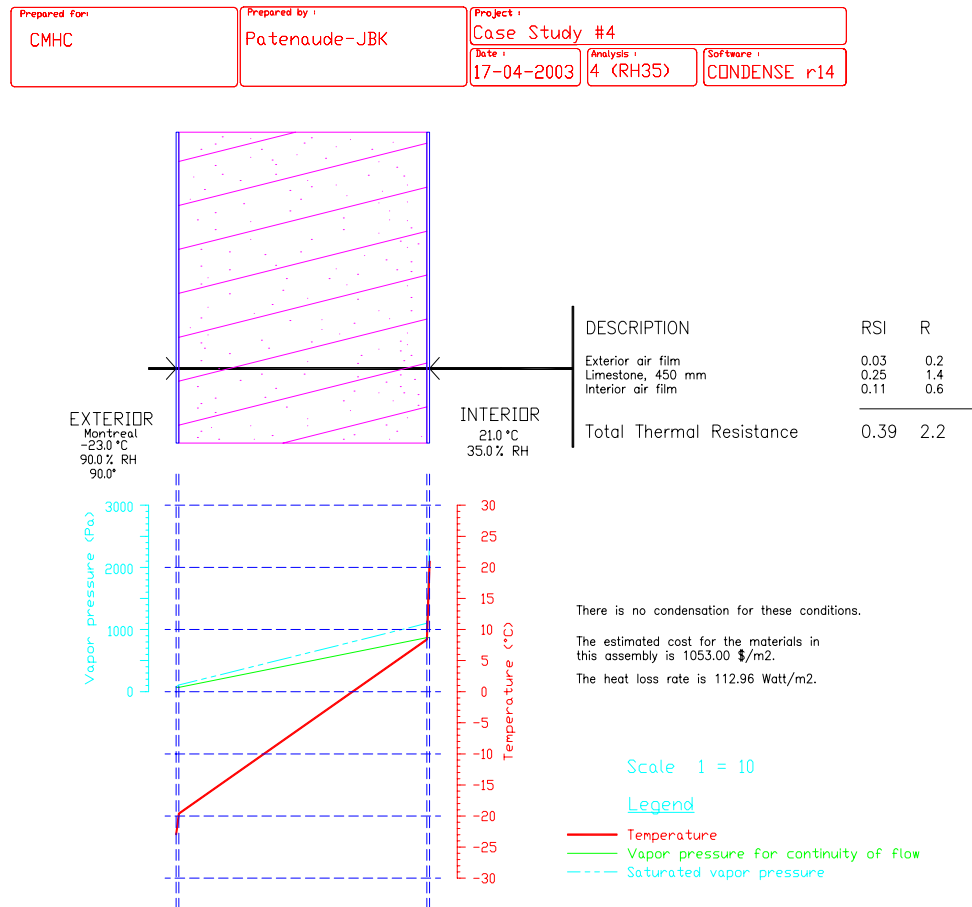 Prepared for:
CMHC
Prepared by :
Patenaude-JBK
Project :
Case Study #4
Date :
17-04-2003
Analysis :
4 (RH35)
Software :
CONDENSE r14
DESCRIPTION RSI R
Exterior air film 0.03 0.2
Limestone, 450 mm 0.25 1.4
Interior air film 0.11 0.6
Total Thermal Resistance 0.39 2.2
EXTERIOR
Montreal
-23.0 °C
90.0 % RH
90.0°
INTERIOR
21.0 °C
35.0 % RH
Vapor pressure (Pa)
3000
2000
1000
0
30
25
20
15
10
5
0
-5
-10
-15
-20
-25
-30
Temperature (°C)
There is no condensation for these conditions.
The estimated cost for the materials in
this assembly is 1053.00 $/m2.
The heat loss rate is 112.96 Watt/m2.
Scale 1 = 10
Legend
Temperature
Vapor pressure for continuity of flow
Saturated vapor pressure